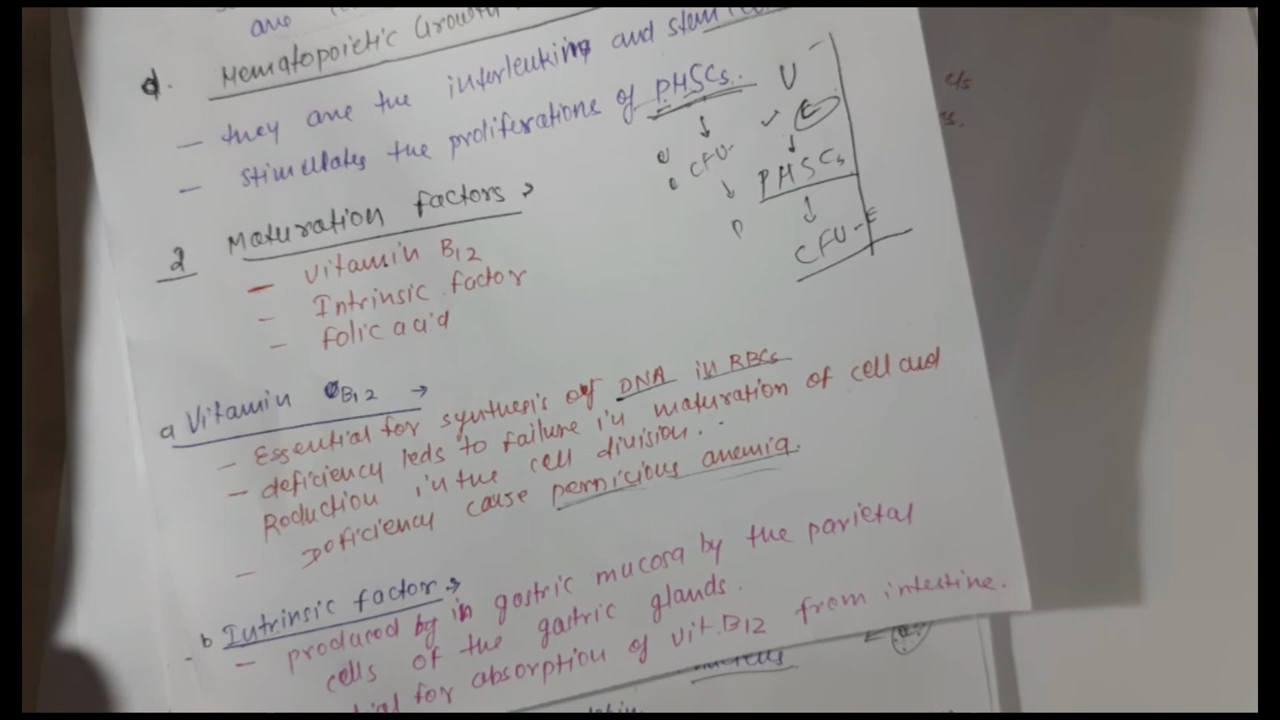 are
d. Hematopoietic Growth
- they are the interleukins and stem
- stimulates the proliferations of PHSCs.
U
E
↓
CFU-
↓
PHSCs
↓
CFU-E
2 Maturation factors →
- Vitamin B12
- Intrinsic factor
- folic acid
a Vitamin B12 →
- Essential for synthesis of DNA in RBCs
- deficiency leds to failure in maturation of cell and
Roduction in the cell division.
- Deficiency cause pernicious anemia.
b Intrinsic factor →
- produced by in gastric mucosa by the parietal
cells of the gastric glands.
for absorption of vit.B12 from intestine.